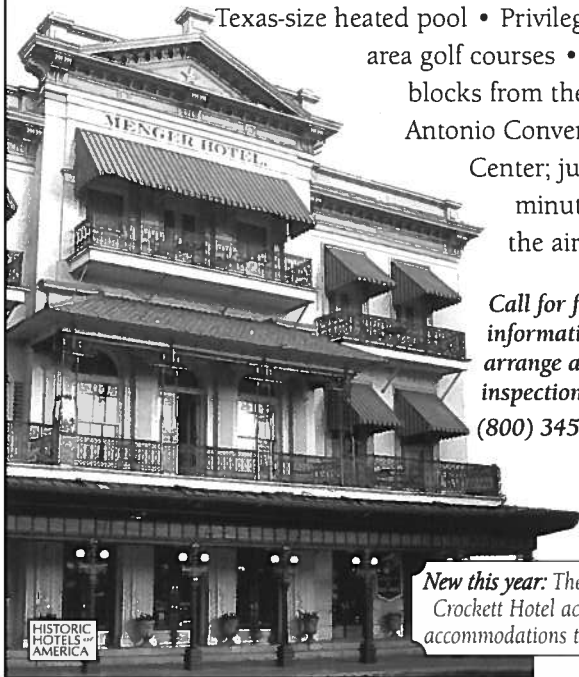 Texas-size heated pool • Privileg
area golf courses •
blocks from the
Antonio Conver
Center; ju
minut
the air
MENGER HOTEL.
Call for f
informati
arrange a
inspection
(800) 345
New this year: The
Crockett Hotel ac
accommodations t
HISTORIC
HOTELS of
AMERICA